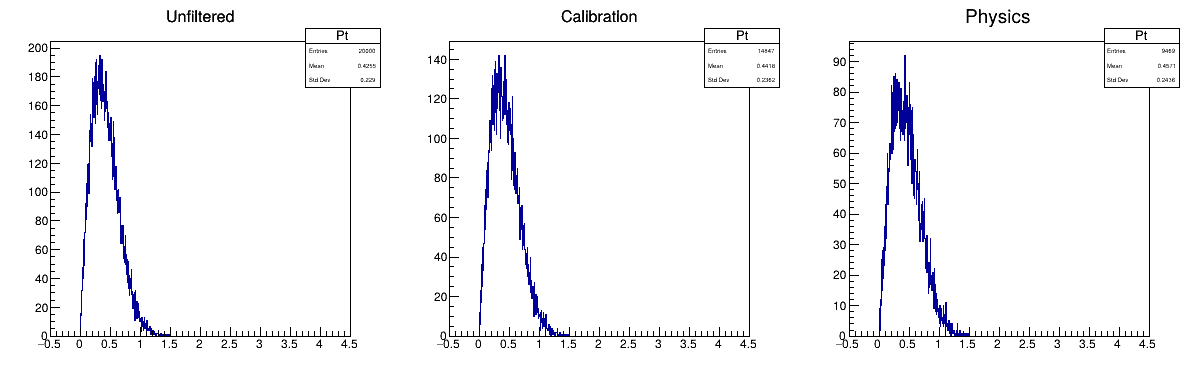 Unfiltered
Pt
Entries 20000
Mean 0.4255
Std Dev 0.229
200
180
160
140
120
100
80
60
40
20
0
−0.5 0 0.5 1 1.5 2 2.5 3 3.5 4 4.5
Calibration
Pt
Entries 14847
Mean 0.4418
Std Dev 0.2362
140
120
100
80
60
40
20
0
−0.5 0 0.5 1 1.5 2 2.5 3 3.5 4 4.5
Physics
Pt
Entries 9469
Mean 0.4571
Std Dev 0.2436
90
80
70
60
50
40
30
20
10
0
−0.5 0 0.5 1 1.5 2 2.5 3 3.5 4 4.5